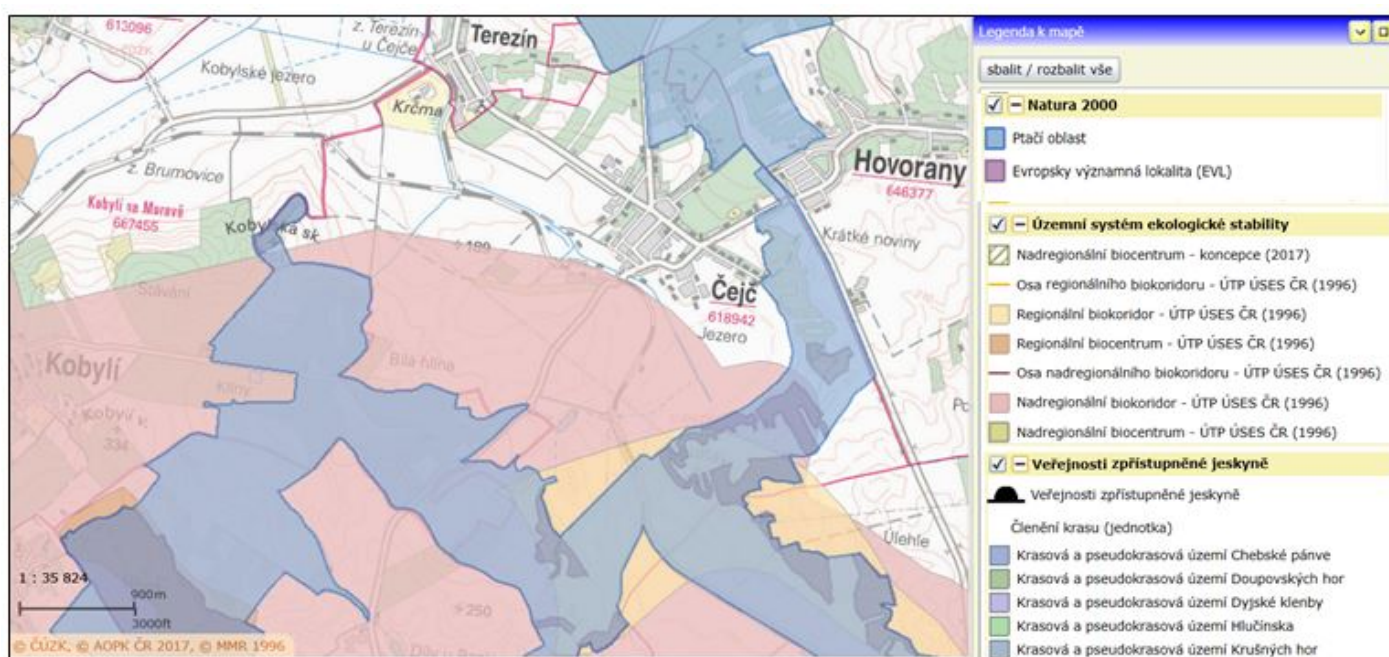 613096
z. Terezín
u Čejče
Terezín
Kobylské jezero
Krčma
z. Brumovice
Hovorany
646377
Kobylí na Moravě
667455
Kobylská sk.
Krátké noviny
189
Čejč
618942
Jezero
Bílá hlína
Kobylí
Kobylí v.
334
Úlehle
250
1 : 35 824
900m
3000ft
© ČÚZK, © AOPK ČR 2017, © MMR 1996
Legenda k mapě
sbalit / rozbalit vše
Natura 2000
Ptačí oblast
Evropsky významná lokalita (EVL)
Územní systém ekologické stability
Nadregionální biocentrum - koncepce (2017)
Osa regionálního biokoridoru - ÚTP ÚSES ČR (1996)
Regionální biokoridor - ÚTP ÚSES ČR (1996)
Regionální biocentrum - ÚTP ÚSES ČR (1996)
Osa nadregionálního biokoridoru - ÚTP ÚSES ČR (1996)
Nadregionální biokoridor - ÚTP ÚSES ČR (1996)
Nadregionální biocentrum - ÚTP ÚSES ČR (1996)
Veřejnosti zpřístupněné jeskyně
Veřejnosti zpřístupněné jeskyně
Členění krasu (jednotka)
Krasová a pseudokrasová území Chebské pánve
Krasová a pseudokrasová území Doupovských hor
Krasová a pseudokrasová území Dyjské klenby
Krasová a pseudokrasová území Hlučínska
Krasová a pseudokrasová území Krušných hor